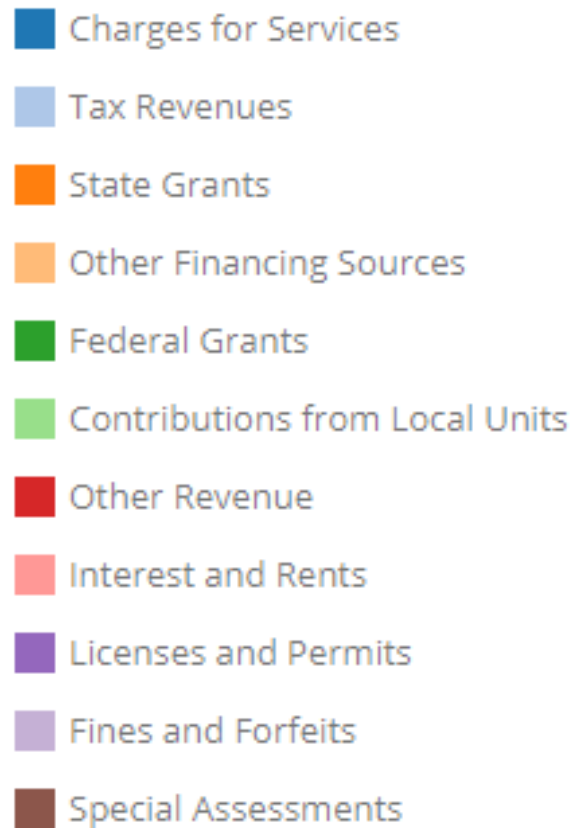 Charges for Services
Tax Revenues
State Grants
Other Financing Sources
Federal Grants
Contributions from Local Units
Other Revenue
Interest and Rents
Licenses and Permits
Fines and Forfeits
Special Assessments